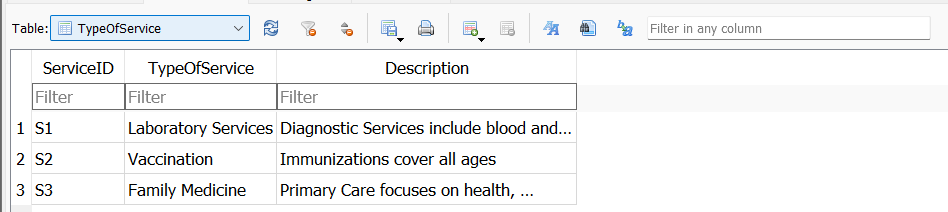 Table: TypeOfService Filter in any column
ServiceID TypeOfService Description
Filter Filter Filter
1 S1 Laboratory Services Diagnostic Services include blood and...
2 S2 Vaccination Immunizations cover all ages
3 S3 Family Medicine Primary Care focuses on health, ...